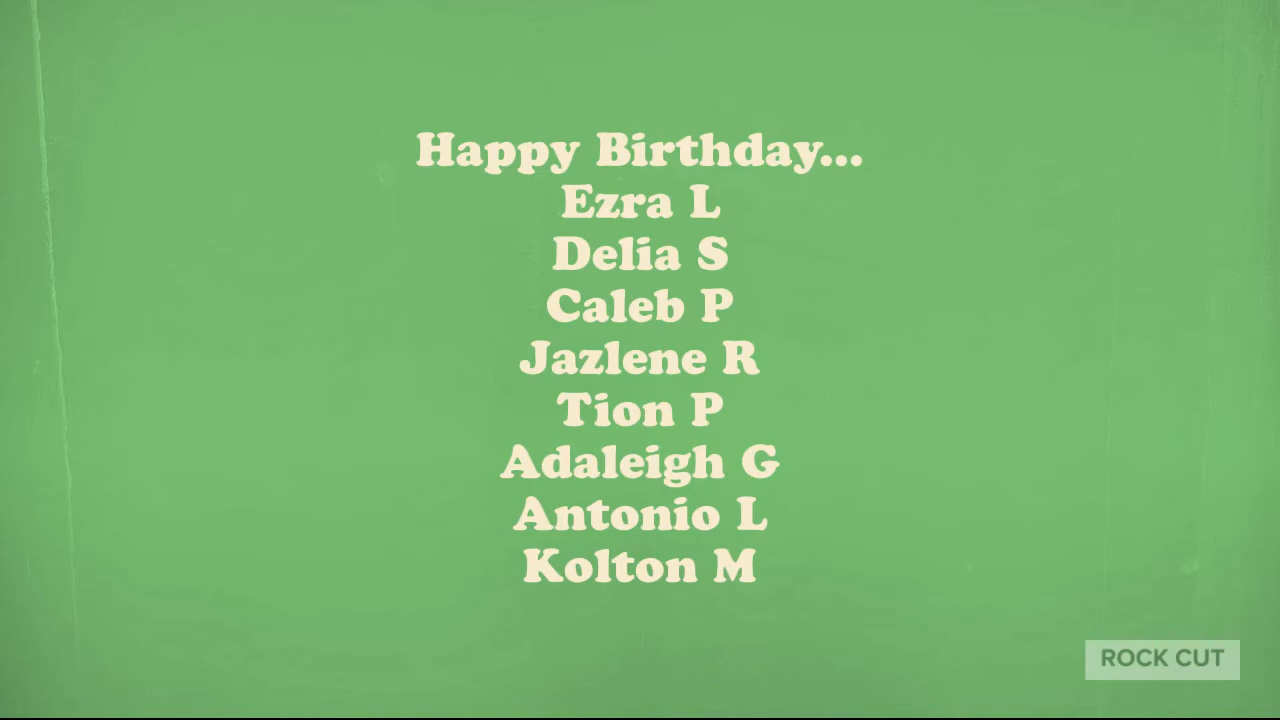 Happy Birthday...
Ezra L
Delia S
Caleb P
Jazlene R
Tion P
Adaleigh G
Antonio L
Kolton M
ROCK CUT